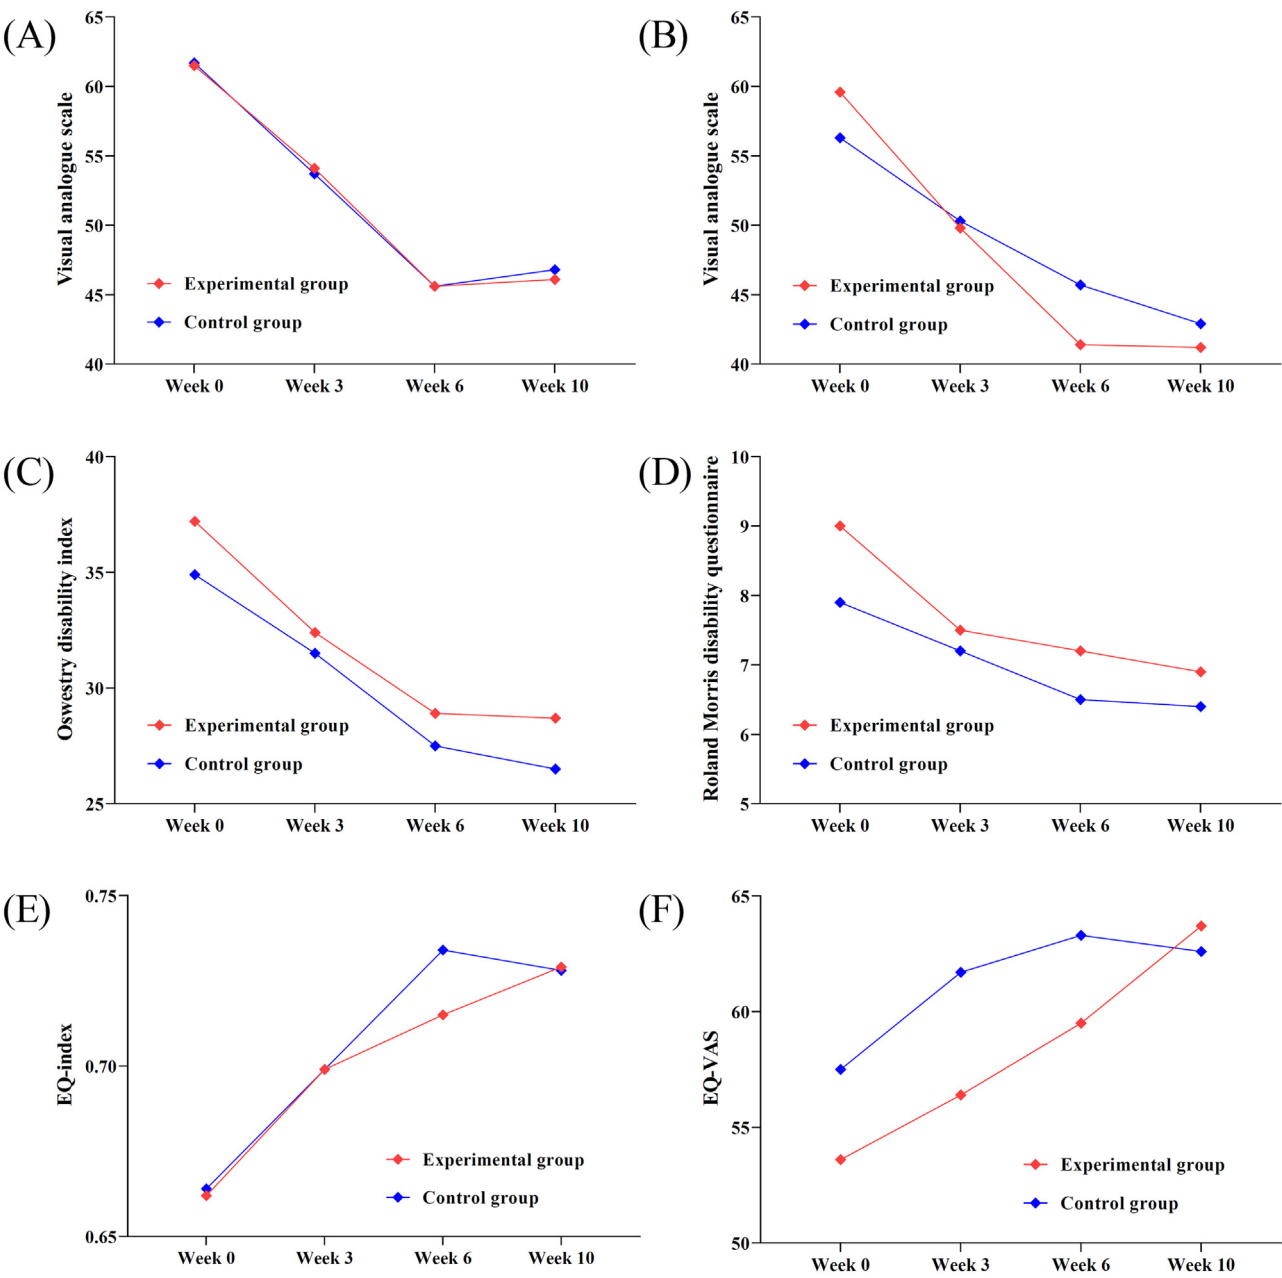 (A)
Visual analogue scale
65
60
55
50
45
40
Experimental group
Control group
Week 0 Week 3 Week 6 Week 10
(B)
Visual analogue scale
65
60
55
50
45
40
Experimental group
Control group
Week 0 Week 3 Week 6 Week 10
(C)
Oswestry disability index
40
35
30
25
Experimental group
Control group
Week 0 Week 3 Week 6 Week 10
(D)
Roland Morris disability questionnaire
10
9
8
7
6
5
Experimental group
Control group
Week 0 Week 3 Week 6 Week 10
(E)
EQ-index
0.75
0.70
0.65
Experimental group
Control group
Week 0 Week 3 Week 6 Week 10
(F)
EQ-VAS
65
60
55
50
Experimental group
Control group
Week 0 Week 3 Week 6 Week 10